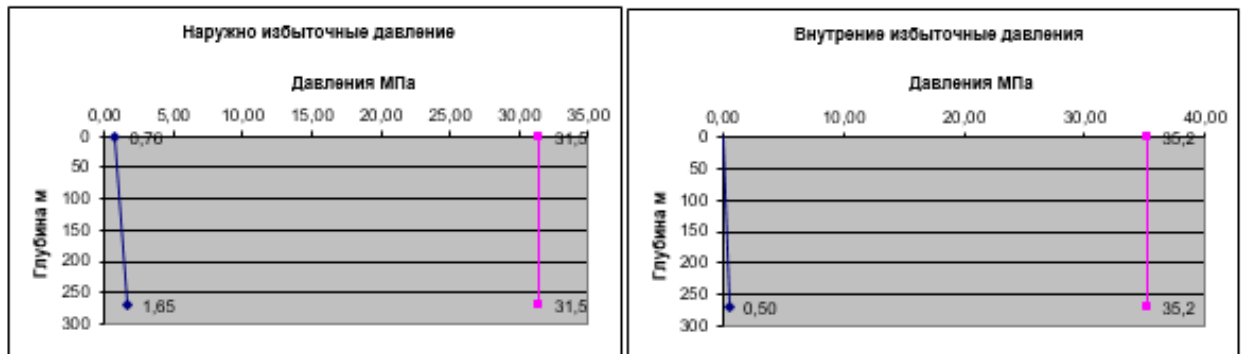 Наружно избыточные давление
Давления МПа
0,00 5,00 10,00 15,00 20,00 25,00 30,00 35,00
0
50
100
150
200
250
300
Глубина м
0,76
31,5
1,65
31,5
Внутрение избыточные давления
Давления МПа
0,00 10,00 20,00 30,00 40,00
0
50
100
150
200
250
300
Глубина м
35,2
0,50
35,2